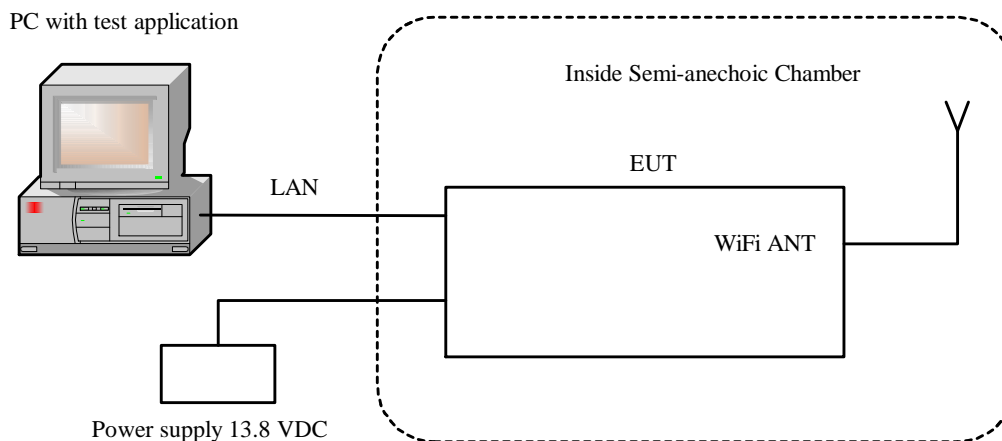 PC with test application
Inside Semi-anechoic Chamber
EUT
LAN
WiFi ANT
Power supply 13.8 VDC